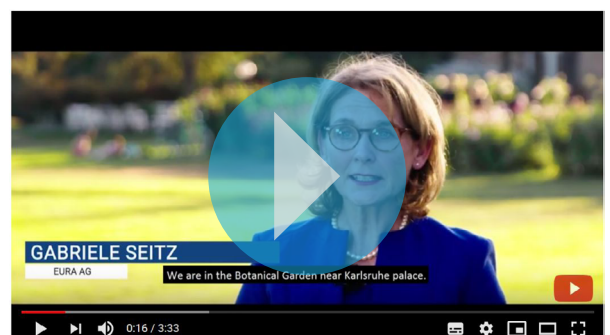 GABRIELE SEITZ
EURA AG
We are in the Botanical Garden near Karlsruhe palace.
0:16 / 3:33